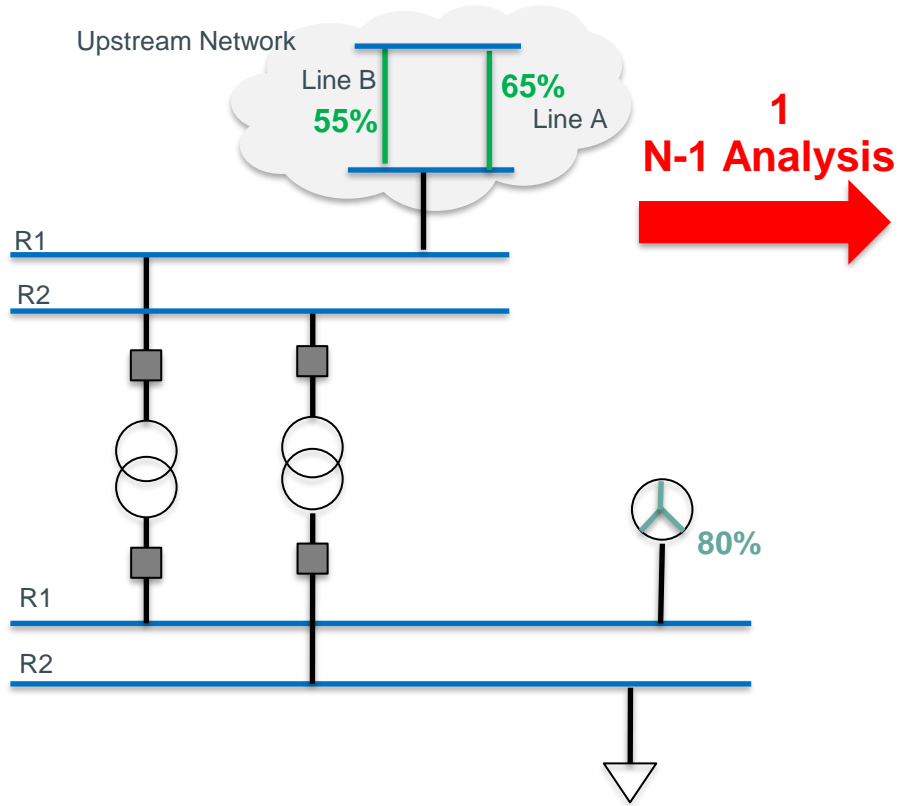 Upstream Network
Line B
55%
65%
Line A
1
N-1 Analysis
R1
R2
80%
R1
R2